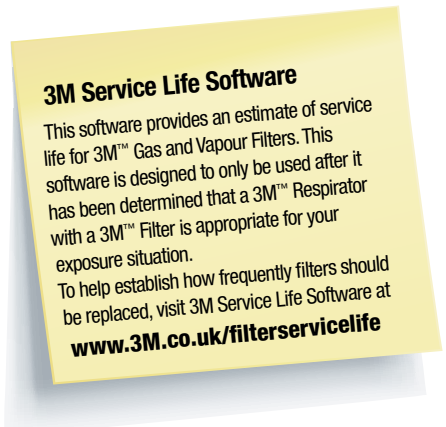 3M Service Life Software
This software provides an estimate of service
life for 3M™ Gas and Vapour Filters. This
software is designed to only be used after it
has been determined that a 3M™ Respirator
with a 3M™ Filter is appropriate for your
exposure situation.
To help establish how frequently filters should
be replaced, visit 3M Service Life Software at
www.3M.co.uk/filterservicelife